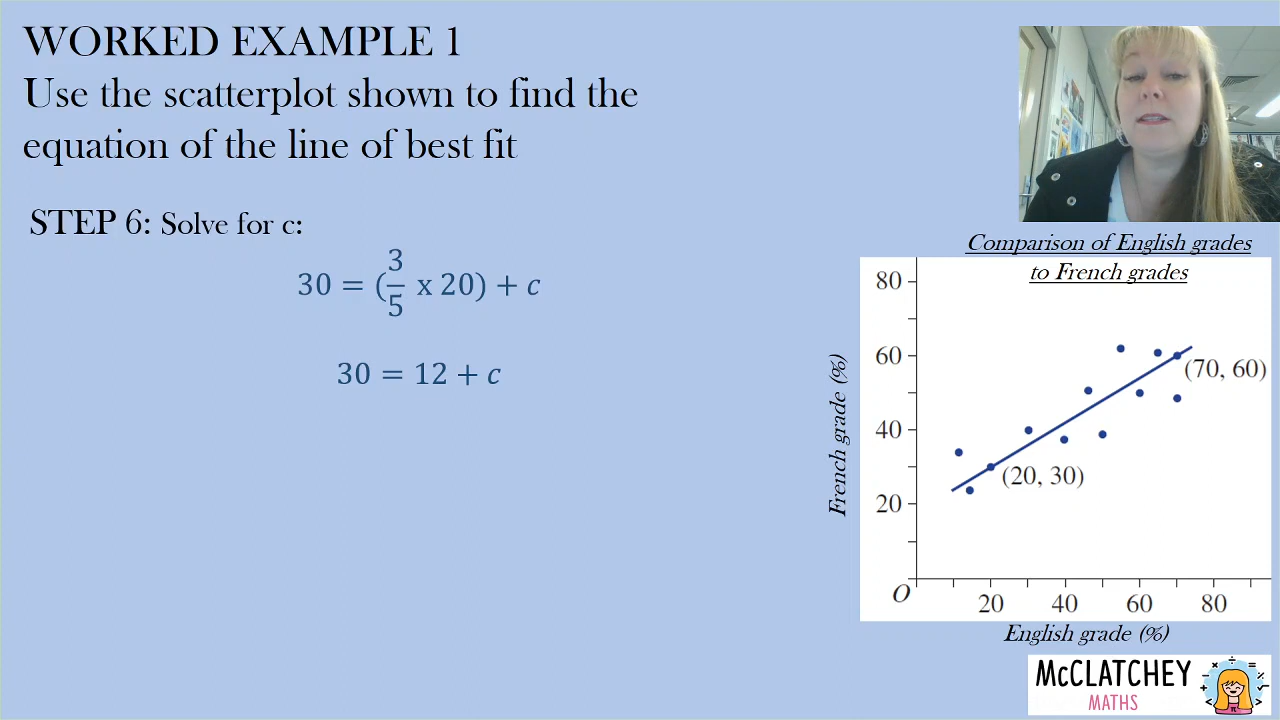 WORKED EXAMPLE 1
Use the scatterplot shown to find the
equation of the line of best fit
STEP 6: Solve for c:
30 = (3/5 x 20) + c
30 = 12 + c
Comparison of English grades
to French grades
French grade (%)
80
60
40
20
(70, 60)
(20, 30)
O
20 40 60 80
English grade (%)
McCLATCHEY
MATHS